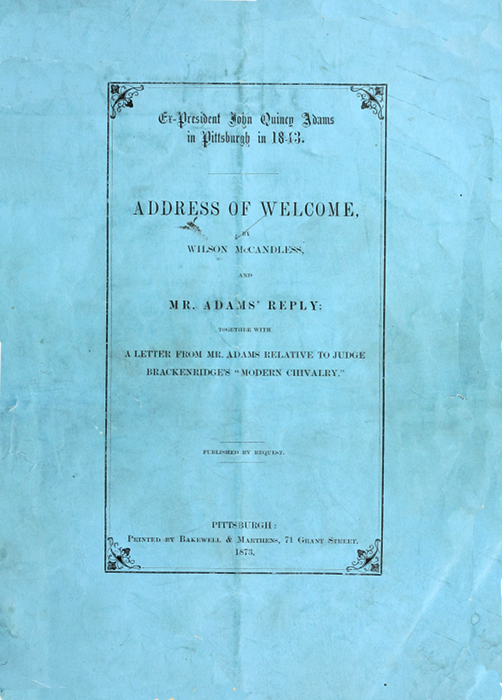 Ex-President John Quincy Adams
in Pittsburgh in 1843.
ADDRESS OF WELCOME,
BY
WILSON McCANDLESS,
AND
MR. ADAMS' REPLY;
TOGETHER WITH
A LETTER FROM MR. ADAMS RELATIVE TO JUDGE
BRACKENRIDGE'S "MODERN CHIVALRY."
PUBLISHED BY REQUEST.
PITTSBURGH:
PRINTED BY BAKEWELL & MARTHENS, 71 GRANT STREET.
1873.